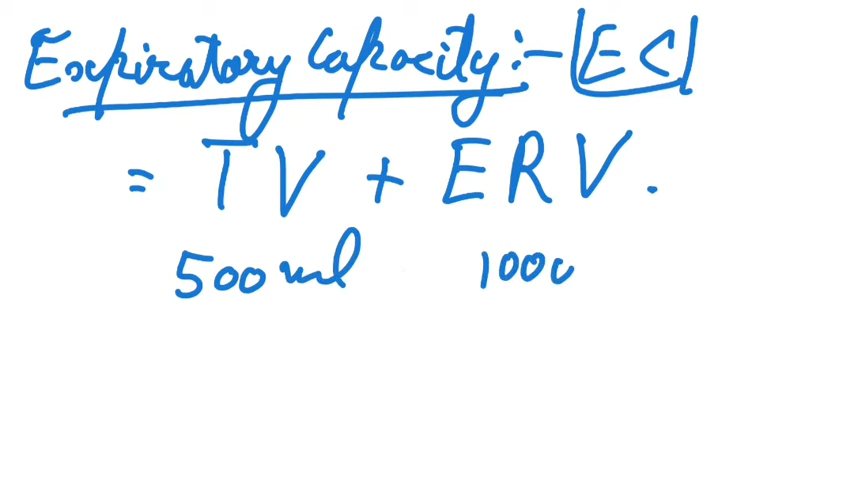 Expiratory Capacity :- EC
= TV + ERV.
500 ml 1000